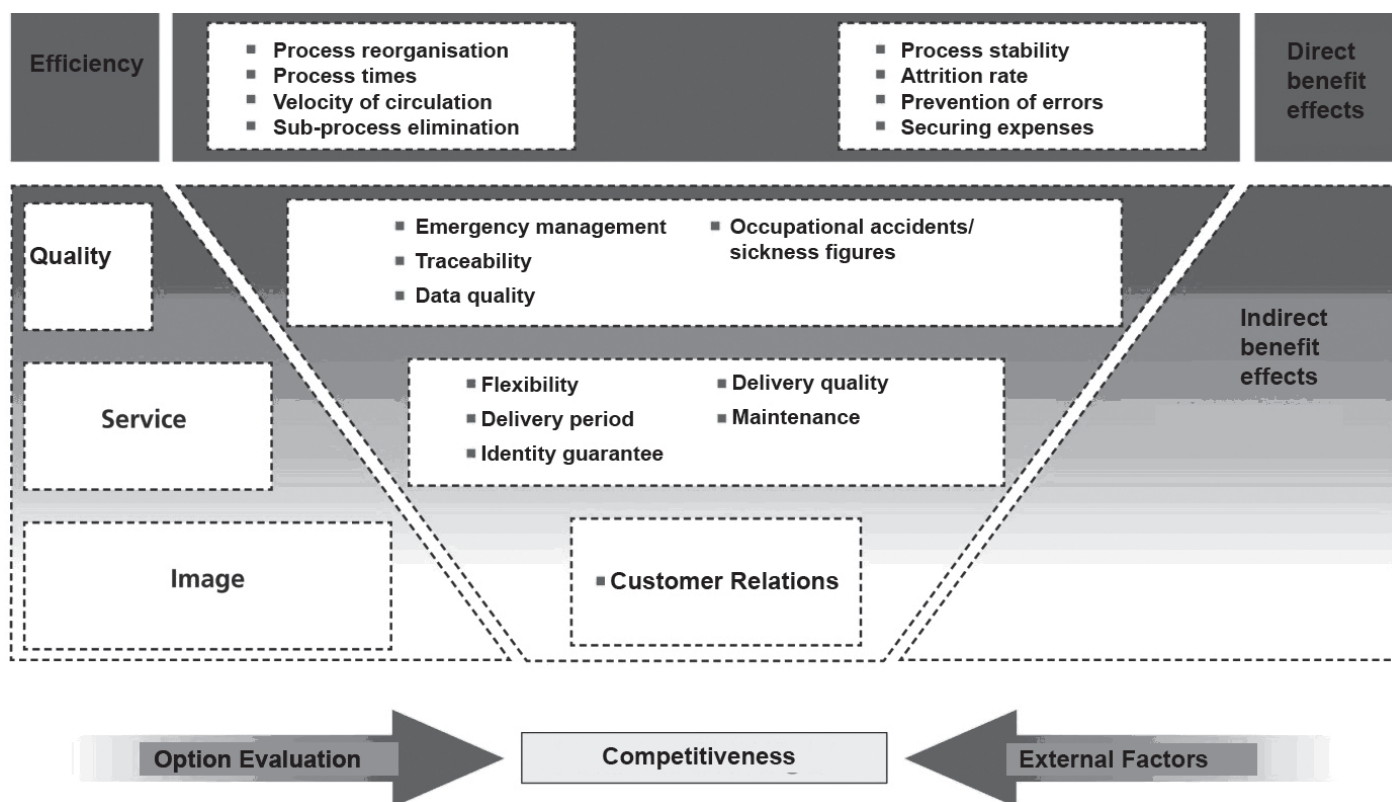 Efficiency
■ Process reorganisation
■ Process times
■ Velocity of circulation
■ Sub-process elimination
■ Process stability
■ Attrition rate
■ Prevention of errors
■ Securing expenses
Direct
benefit
effects
Quality
■ Emergency management
■ Traceability
■ Data quality
■ Occupational accidents/
sickness figures
Indirect
benefit
effects
Service
■ Flexibility
■ Delivery period
■ Identity guarantee
■ Delivery quality
■ Maintenance
Image
■ Customer Relations
Option Evaluation
Competitiveness
External Factors